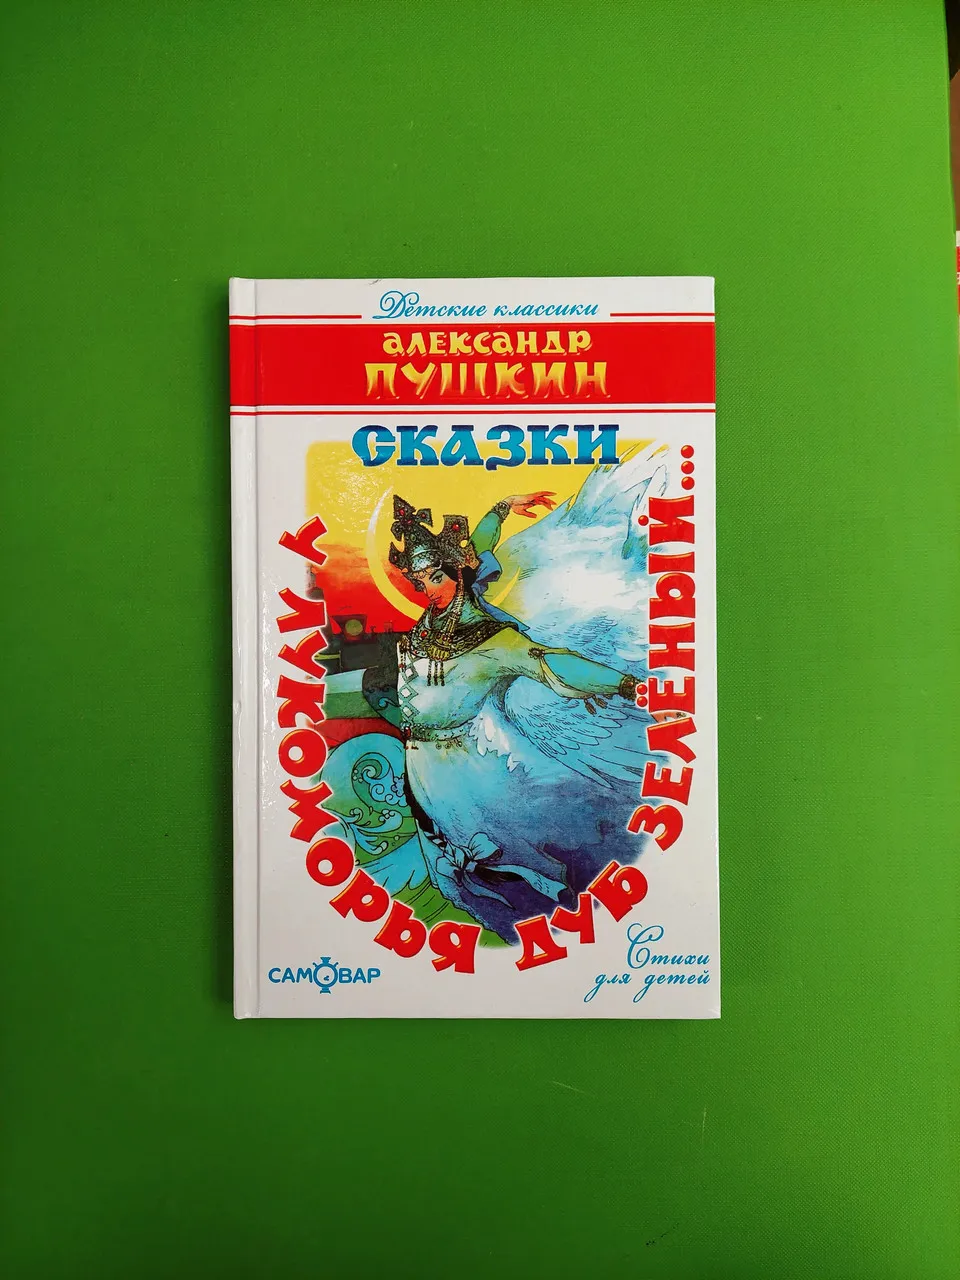 Детские классики
АЛЕКСАНДР
ПУШКИН
СКАЗКИ
У ЛУКОМОРЬЯ ДУБ ЗЕЛЁНЫЙ...
Стихи
для детей
САМОВАР